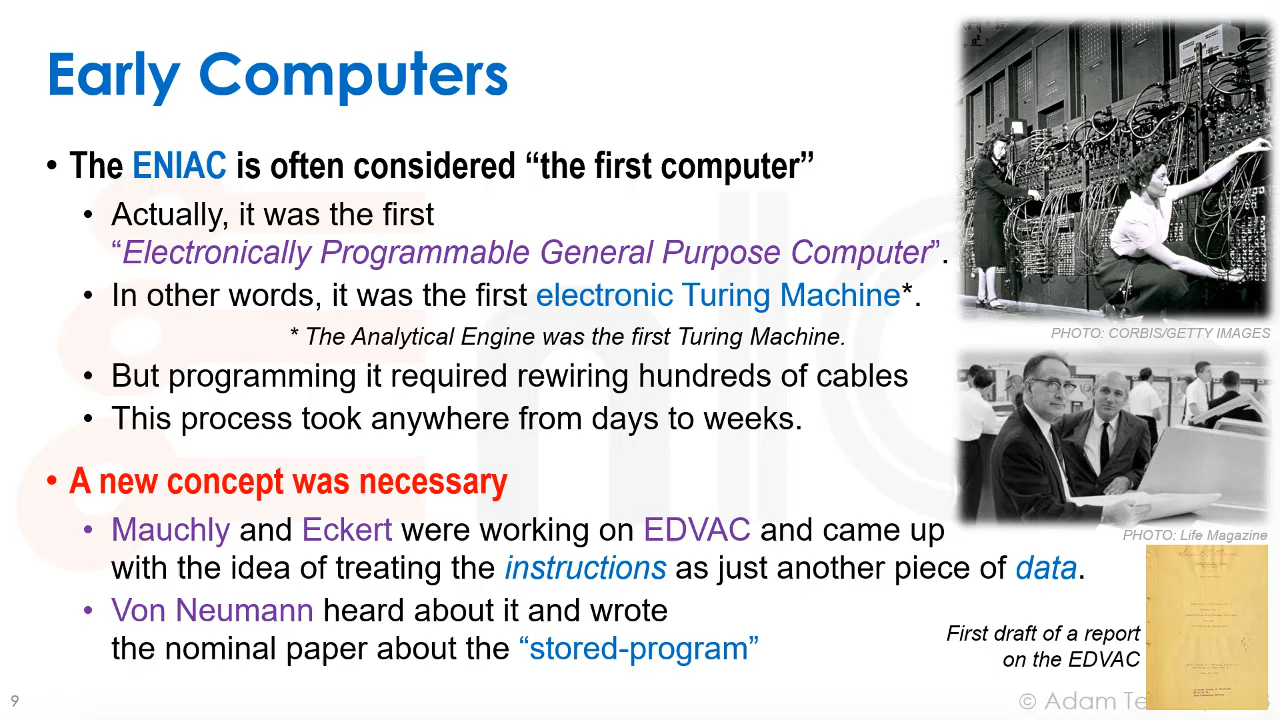 Early Computers
• The ENIAC is often considered “the first computer”
• Actually, it was the first
“Electronically Programmable General Purpose Computer”.
• In other words, it was the first electronic Turing Machine*.
* The Analytical Engine was the first Turing Machine.
• But programming it required rewiring hundreds of cables
• This process took anywhere from days to weeks.
• A new concept was necessary
• Mauchly and Eckert were working on EDVAC and came up
with the idea of treating the instructions as just another piece of data.
• Von Neumann heard about it and wrote
the nominal paper about the “stored-program”
PHOTO: CORBIS/GETTY IMAGES
PHOTO: Life Magazine
First draft of a report
on the EDVAC
9
© Adam